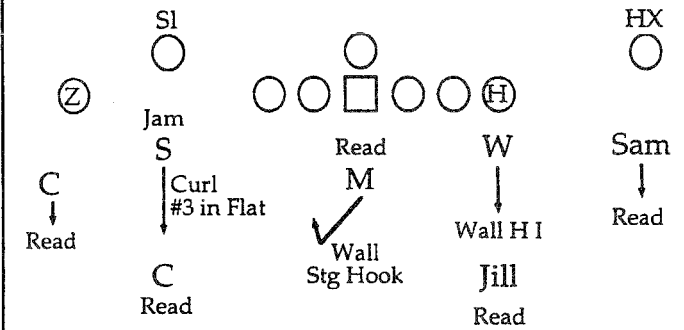 Sl
HX
Z
H
Jam
S
Read
M
W
Sam
C
Curl
#3 in Flat
Read
Wall H I
Read
Wall
Stg Hook
C
Read
Jill
Read